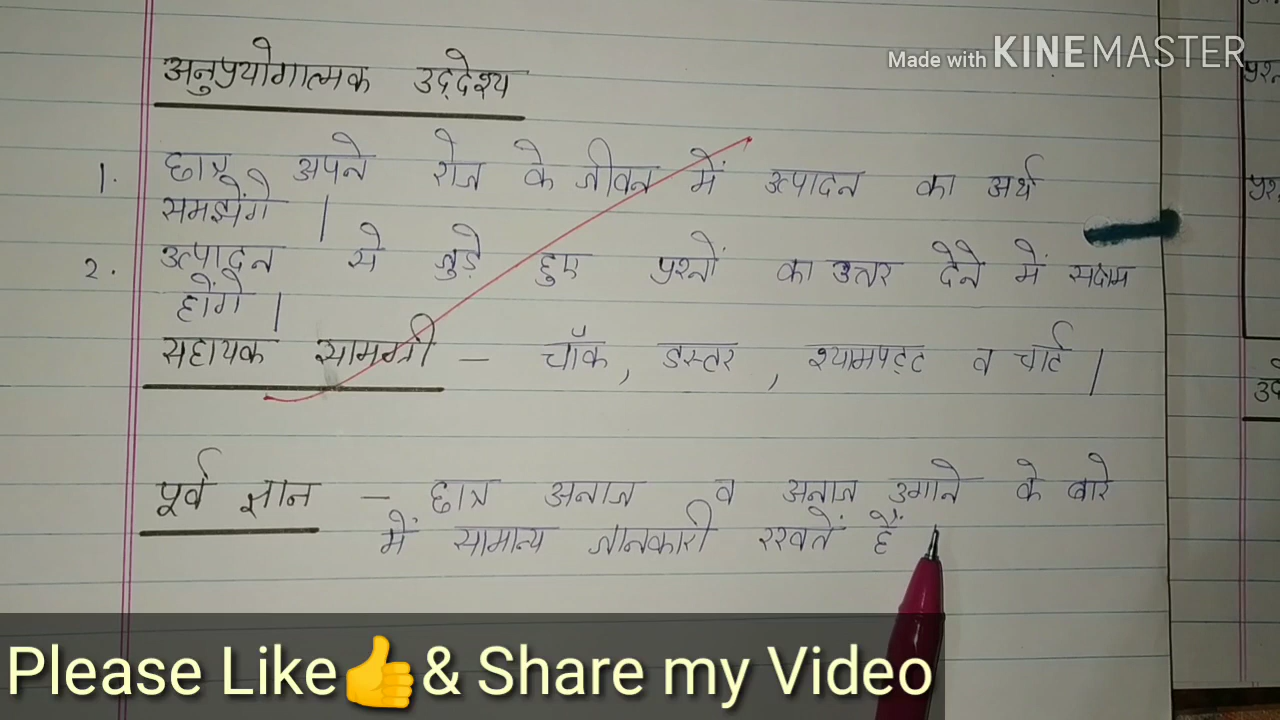 Made with KINEMASTER
अनुप्रयोगात्मक उद्देश्य
1. छात्र अपने रोज के जीवन में उत्पादन का अर्थ
समझेंगे |
2. उत्पादन से जुड़े हुए प्रश्नों का उत्तर देने में सक्षम
होंगे |
सहायक सामग्री - चॉक, डस्टर, श्यामपट्ट व चार्ट |
पूर्व ज्ञान - छात्र अनाज व अनाज उगाने के बारे
में सामान्य जानकारी रखतें हैं
Please Like👍& Share my Video